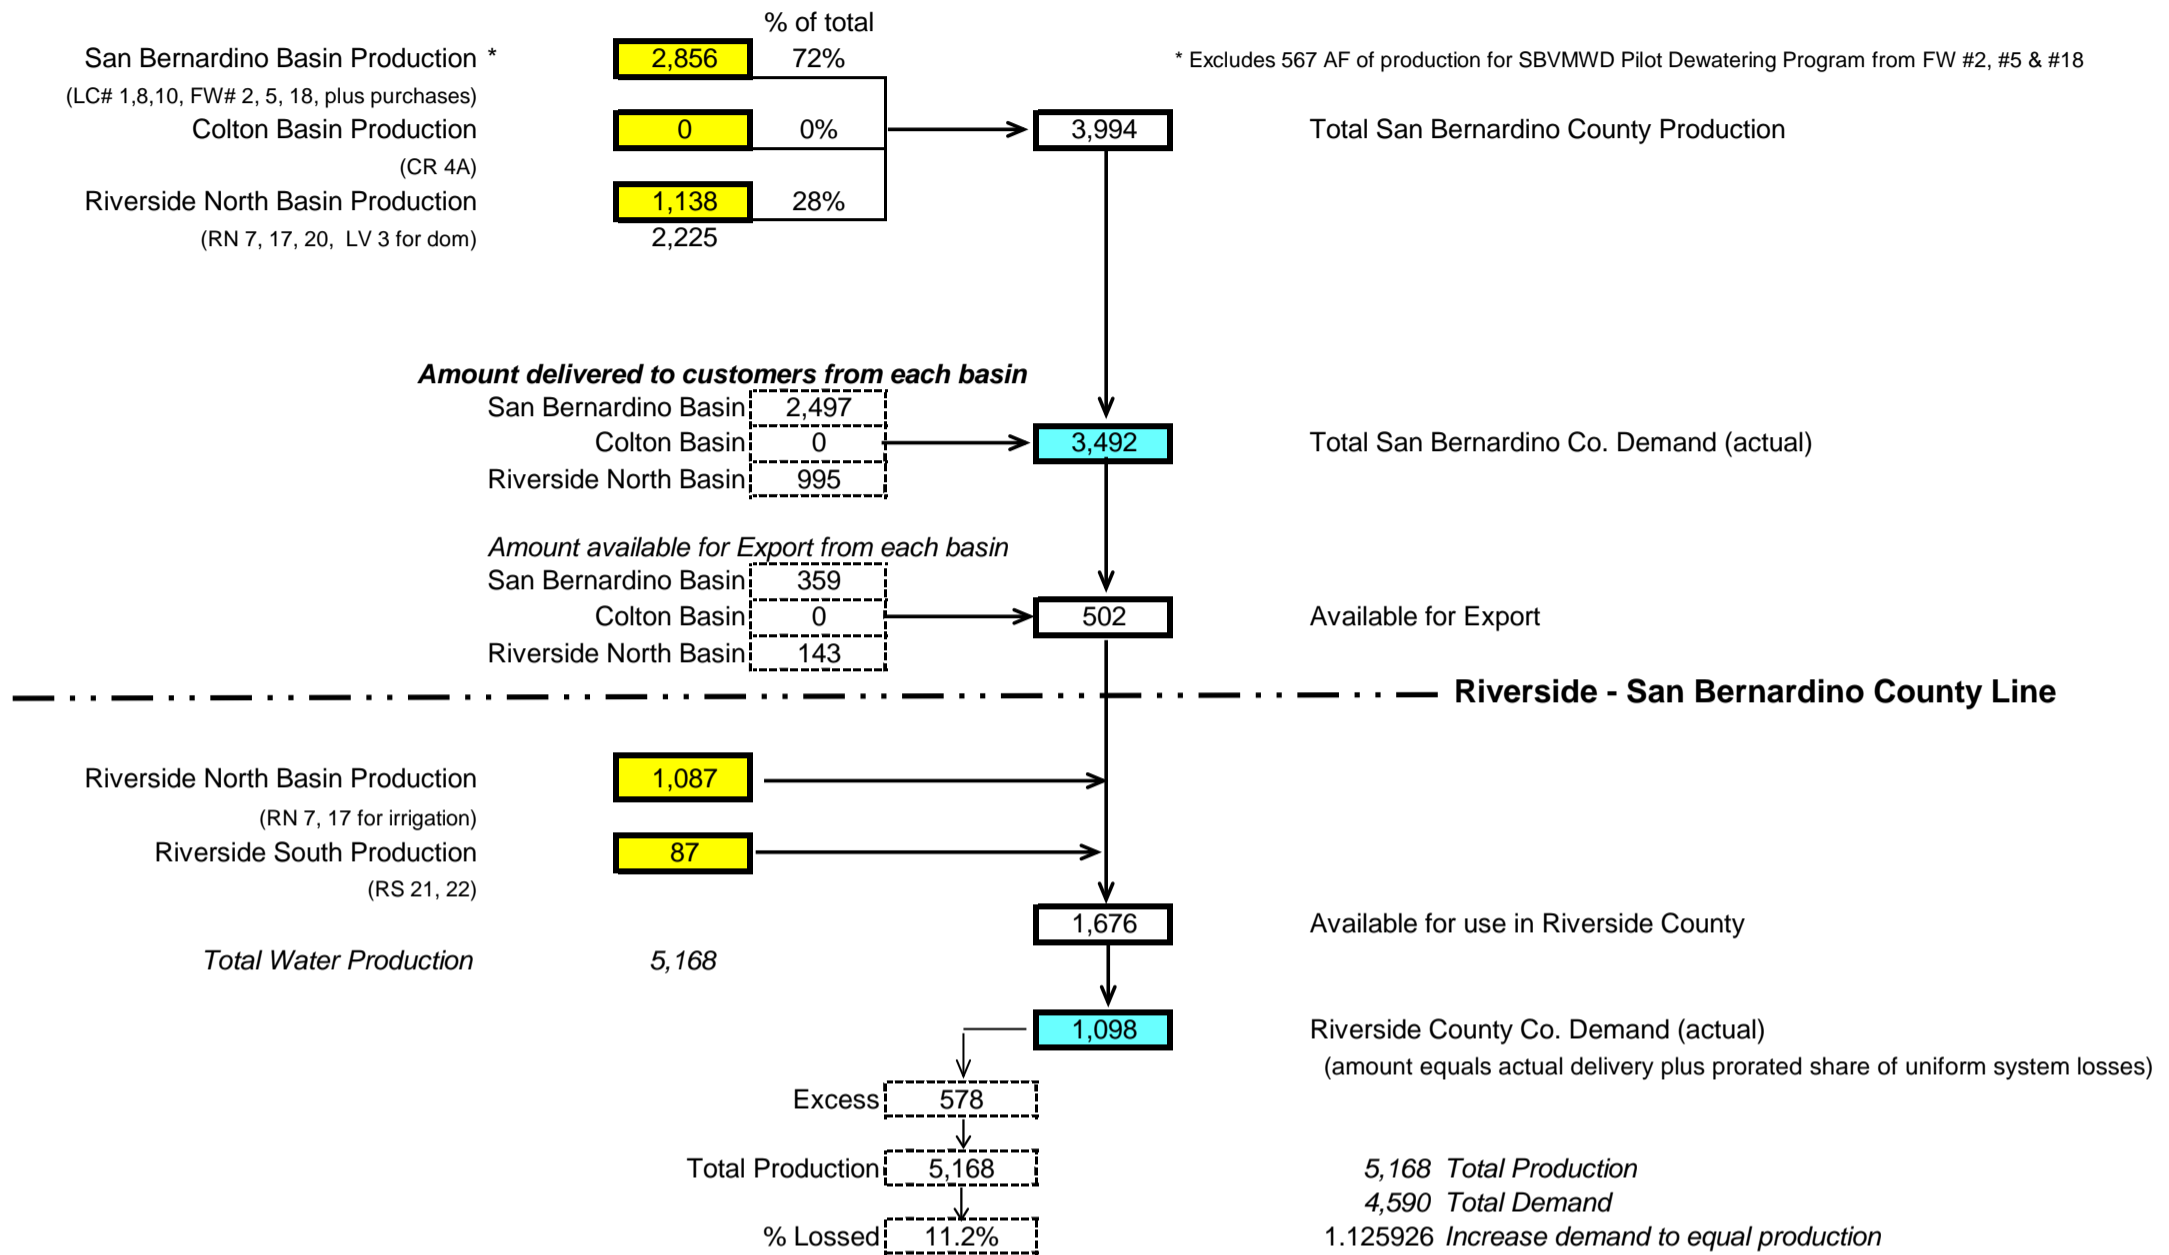 % of total
San Bernardino Basin Production * 2,856 72% * Excludes 567 AF of production for SBVMWD Pilot Dewatering Program from FW #2, #5 & #18
(LC# 1,8,10, FW# 2, 5, 18, plus purchases)
Colton Basin Production 0 0% 3,994 Total San Bernardino County Production
(CR 4A)
Riverside North Basin Production 1,138 28%
(RN 7, 17, 20, LV 3 for dom) 2,225
Amount delivered to customers from each basin
San Bernardino Basin 2,497
Colton Basin 0 3,492 Total San Bernardino Co. Demand (actual)
Riverside North Basin 995
Amount available for Export from each basin
San Bernardino Basin 359
Colton Basin 0 502 Available for Export
Riverside North Basin 143
Riverside - San Bernardino County Line
Riverside North Basin Production 1,087
(RN 7, 17 for irrigation)
Riverside South Production 87
(RS 21, 22)
1,676 Available for use in Riverside County
Total Water Production 5,168
1,098 Riverside County Co. Demand (actual)
(amount equals actual delivery plus prorated share of uniform system losses)
Excess 578
Total Production 5,168 5,168 Total Production
4,590 Total Demand
% Lossed 11.2% 1.125926 Increase demand to equal production